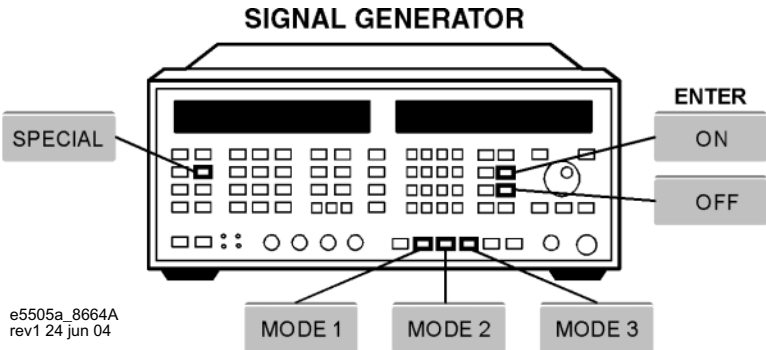 SIGNAL GENERATOR
ENTER
SPECIAL
ON
OFF
e5505a_8664A
rev1 24 jun 04
MODE 1
MODE 2
MODE 3